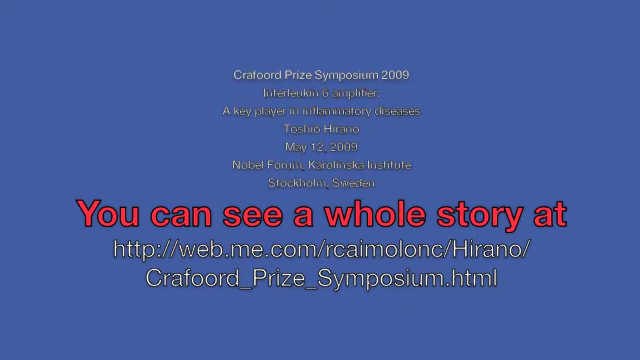 Crafoord Prize Symposium 2009
Interleukin 6 amplifier:
A key player in inflammatory diseases
Toshio Hirano
May 12, 2009
Nobel Forum, Karolinska Institute
Stockholm, Sweden
You can see a whole story at
http://web.me.com/rcaimolonc/Hirano/
Crafoord_Prize_Symposium.html